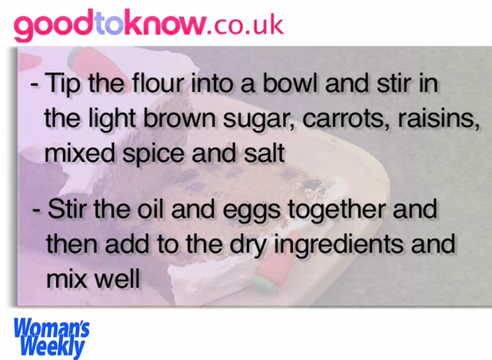 goodtoknow.co.uk
- Tip the flour into a bowl and stir in
the light brown sugar, carrots, raisins,
mixed spice and salt
- Stir the oil and eggs together and
then add to the dry ingredients and
mix well
Woman's
Weekly